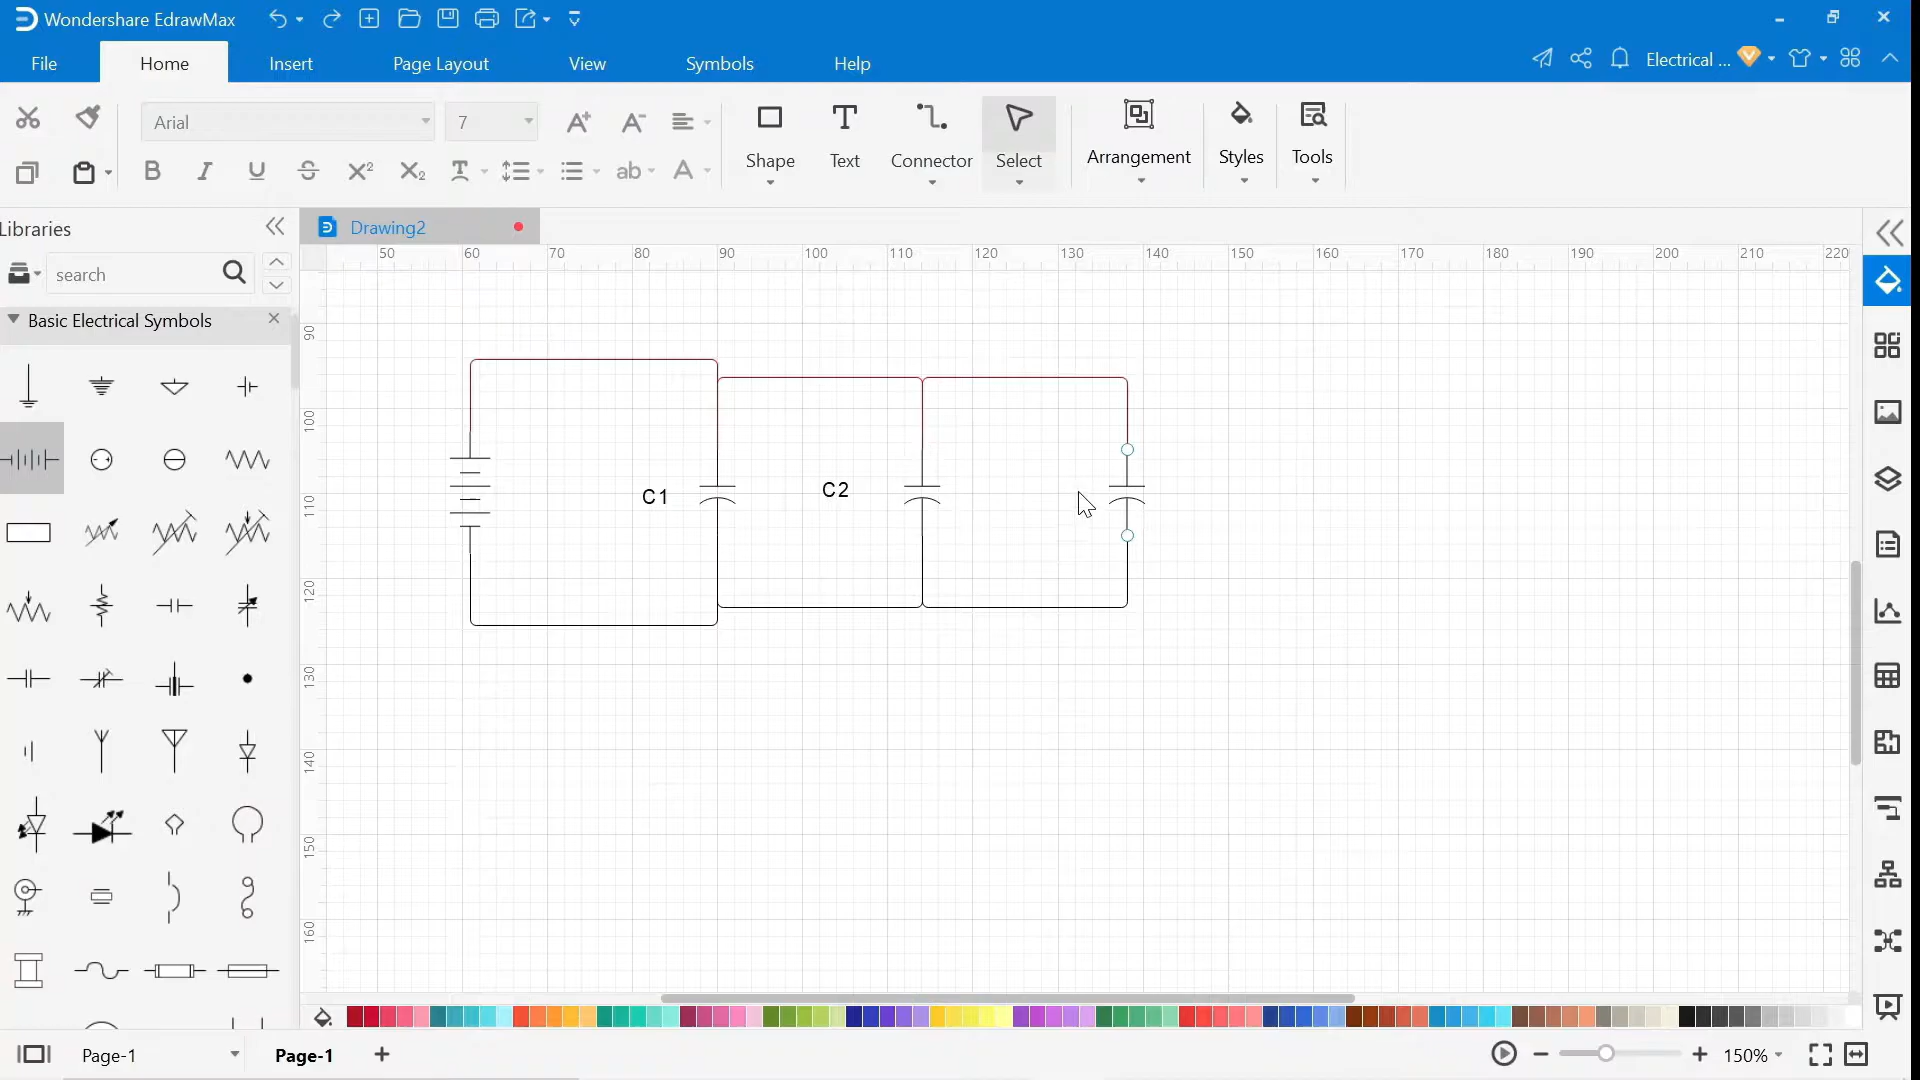 Wondershare EdrawMax
File
Home
Insert
Page Layout
View
Symbols
Help
Electrical ...
Arial
7
Shape
Text
Connector
Select
Arrangement
Styles
Tools
Libraries
Drawing2
search
50 60 70 80 90 100 110 120 130 140 150 160 170 180 190 200 210 220
Basic Electrical Symbols
90
100
110
120
130
140
150
160
C1
C2
Page-1
Page-1
150%